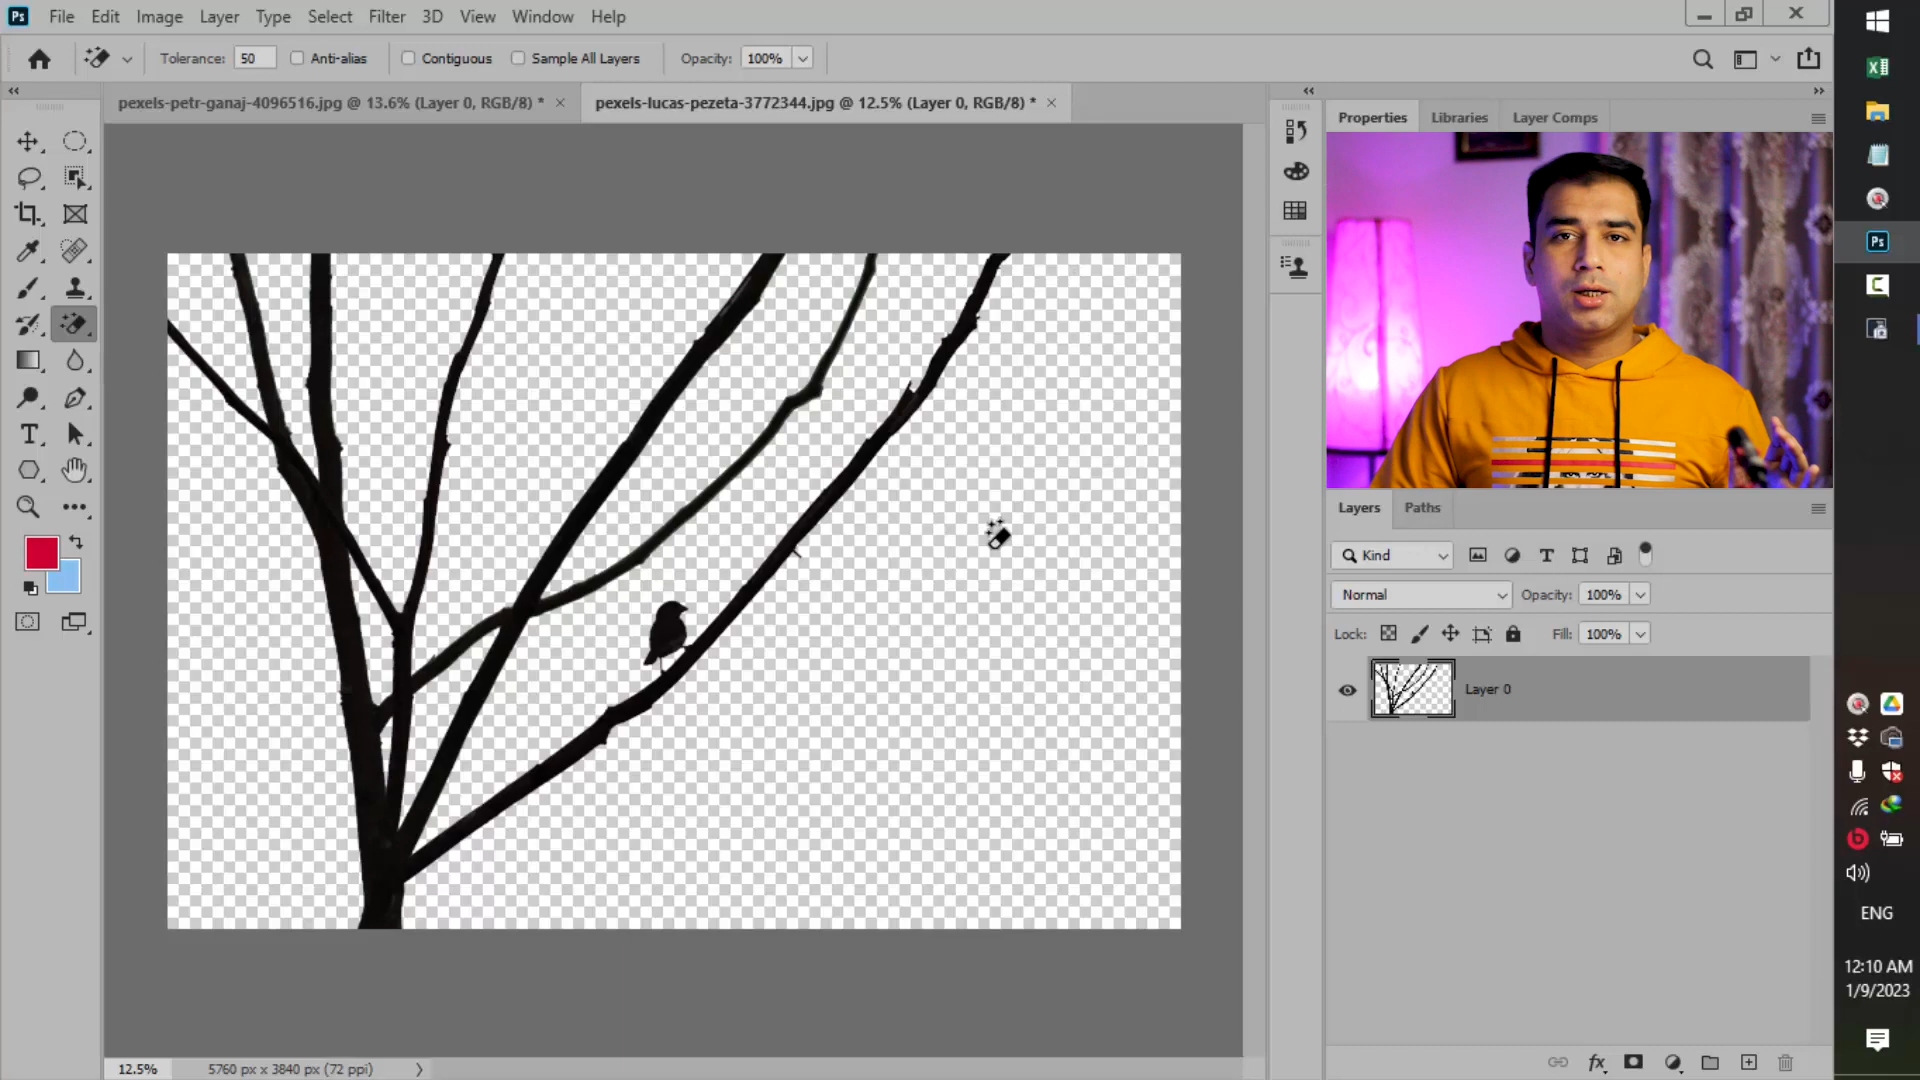 Ps File Edit Image Layer Type Select Filter 3D View Window Help
Tolerance: 50 Anti-alias Contiguous Sample All Layers Opacity: 100%
pexels-petr-ganaj-4096516.jpg @ 13.6% (Layer 0, RGB/8) *
pexels-lucas-pezeta-3772344.jpg @ 12.5% (Layer 0, RGB/8) *
Properties Libraries Layer Comps
Layers Paths
Kind
Normal Opacity: 100%
Lock: Fill: 100%
Layer 0
12.5% 5760 px x 3840 px (72 ppi)
Ps
ENG
12:10 AM
1/9/2023